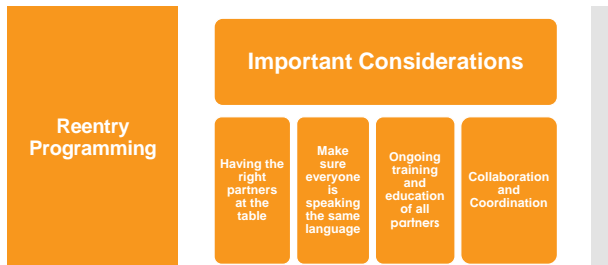 Reentry
Programming
Important Considerations
Having the
right
partners
at the
table
Make
sure
everyone
is
speaking
the same
language
Ongoing
training
and
education
of all
partners
Collaboration
and
Coordination